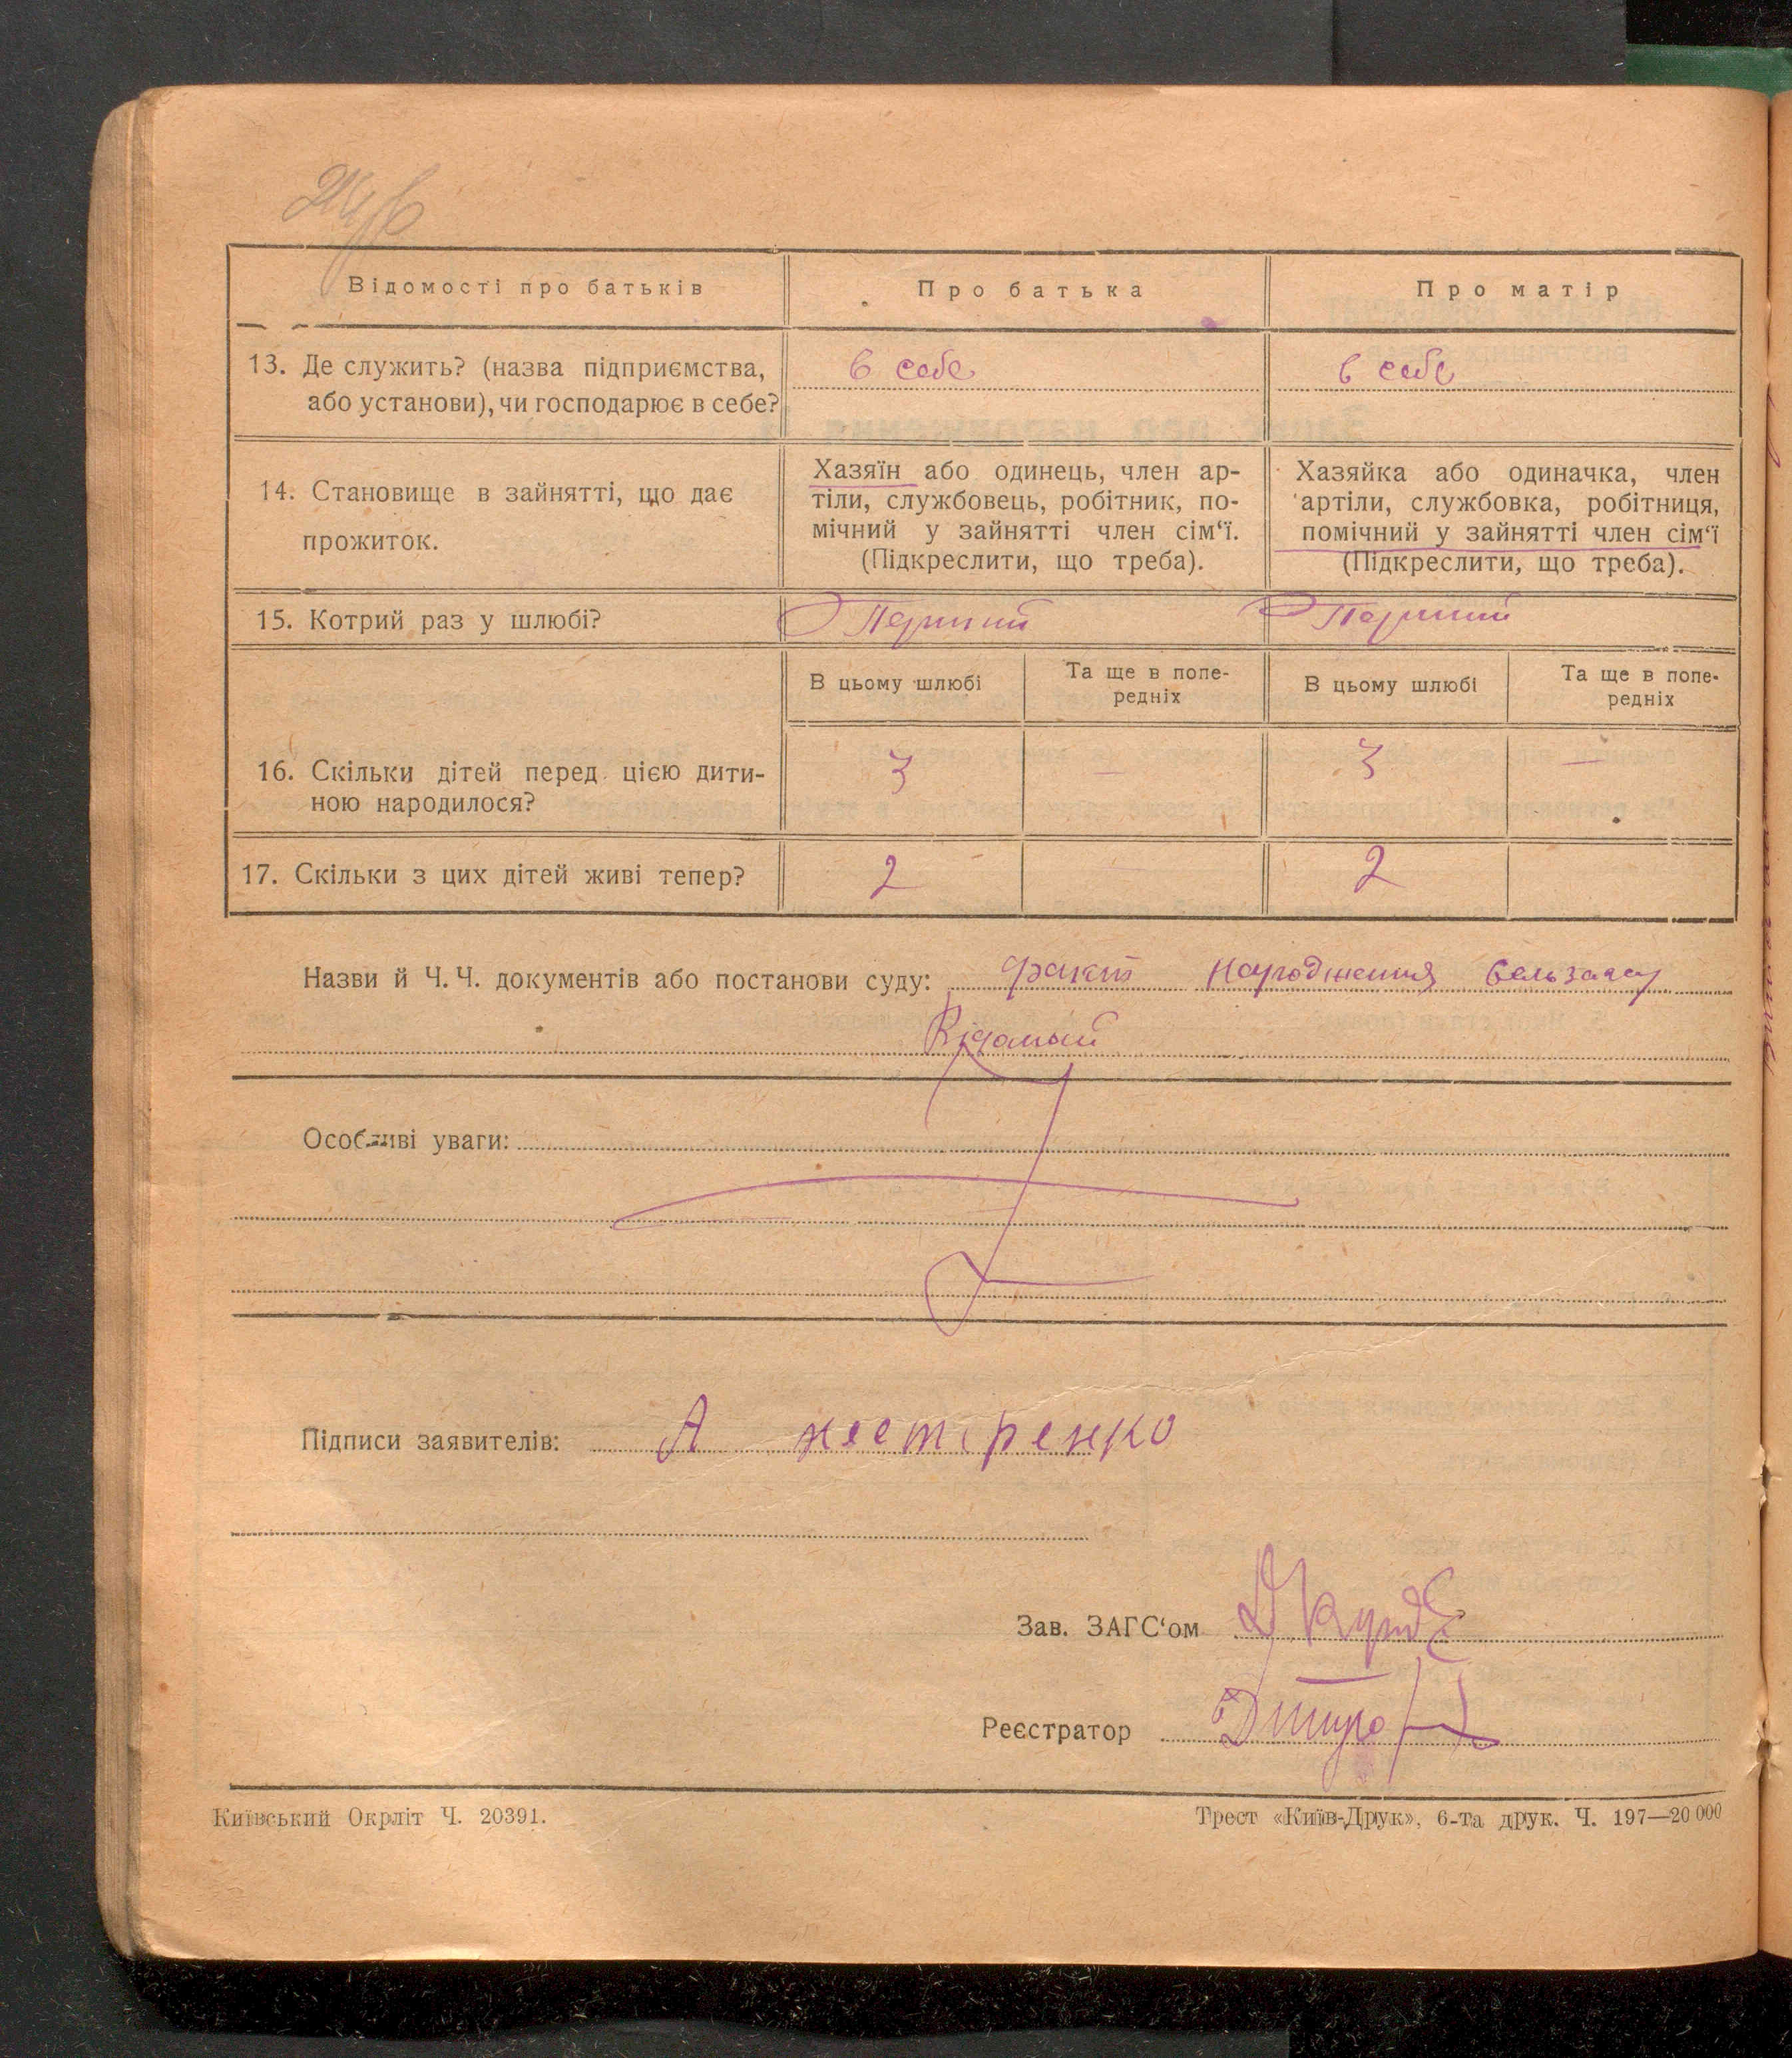 Відомості про батьків
Про батька
Про матір
13. Де служить? (назва підприємства, або установи), чи господарює в себе?
в себе
в себе
14. Становище в зайнятті, що дає прожиток.
Хазяїн або одинець, член ар-
тіли, службовець, робітник, по-
мічний у зайнятті член сім‘ї.
(Підкреслити, що треба).
Хазяйка або одиначка, член
артіли, службовка, робітниця,
помічний у зайнятті член сім‘ї
(Підкреслити, що треба).
15. Котрий раз у шлюбі?
Перший
Перший
В цьому шлюбі
Та ще в попе-
редніх
В цьому шлюбі
Та ще в попе-
редніх
16. Скільки дітей перед цією дити-
ною народилося?
3
—
3
—
17. Скільки з цих дітей живі тепер?
2
—
2
Назви й Ч. Ч. документів або постанови суду: факт народження сельзагсу
Відомий
Особливі уваги:
Підписи заявителів: А нестеренко
Зав. ЗАГС‘ом
Реєстратор
Київський Окрліт Ч. 20391.
Трест «Київ-Друк», 6-та друк. Ч. 197—20 000